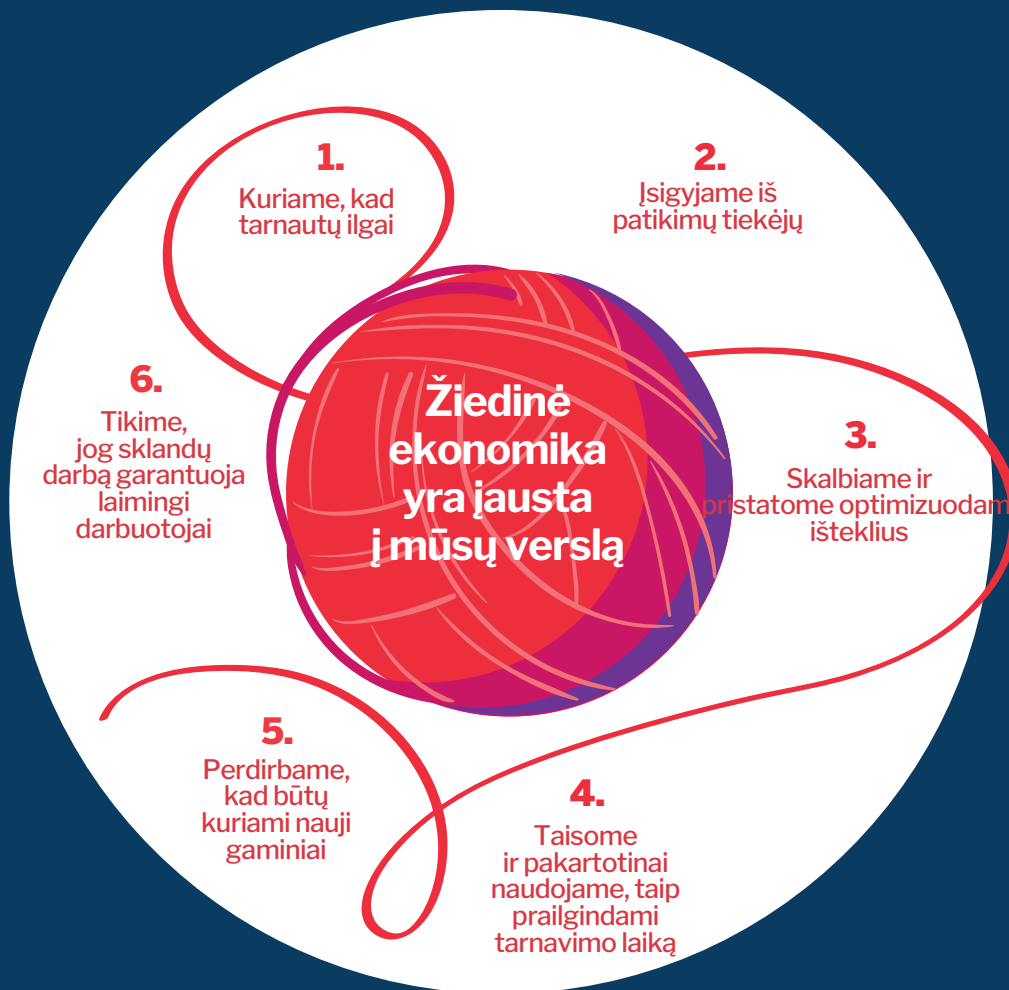 1.
Kuriame, kad
tarnautų ilgai
2.
Įsigyjame iš
patikimų tiekėjų
3.
Skalbiame ir
pristatome optimizuodami
išteklius
4.
Taisome
ir pakartotinai
naudojame, taip
prailgindami
tarnavimo laiką
5.
Perdirbame,
kad būtų
kuriami nauji
gaminiai
6.
Tikime,
jog sklandų
darbą garantuoja
laimingi
darbuotojai
Žiedinė
ekonomika
yra įausta
į mūsų verslą